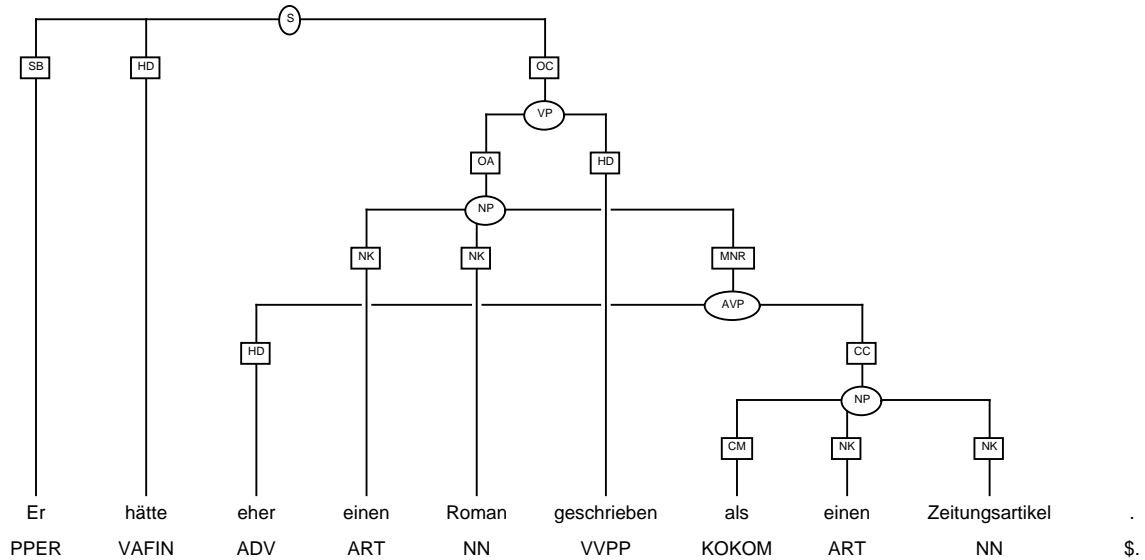 S
SB HD OC
VP
OA HD
NP
NK NK MNR
AVP
HD CC
NP
CM NK NK
Er hätte eher einen Roman geschrieben als einen Zeitungsartikel .
PPER VAFIN ADV ART NN VVPP KOKOM ART NN $.